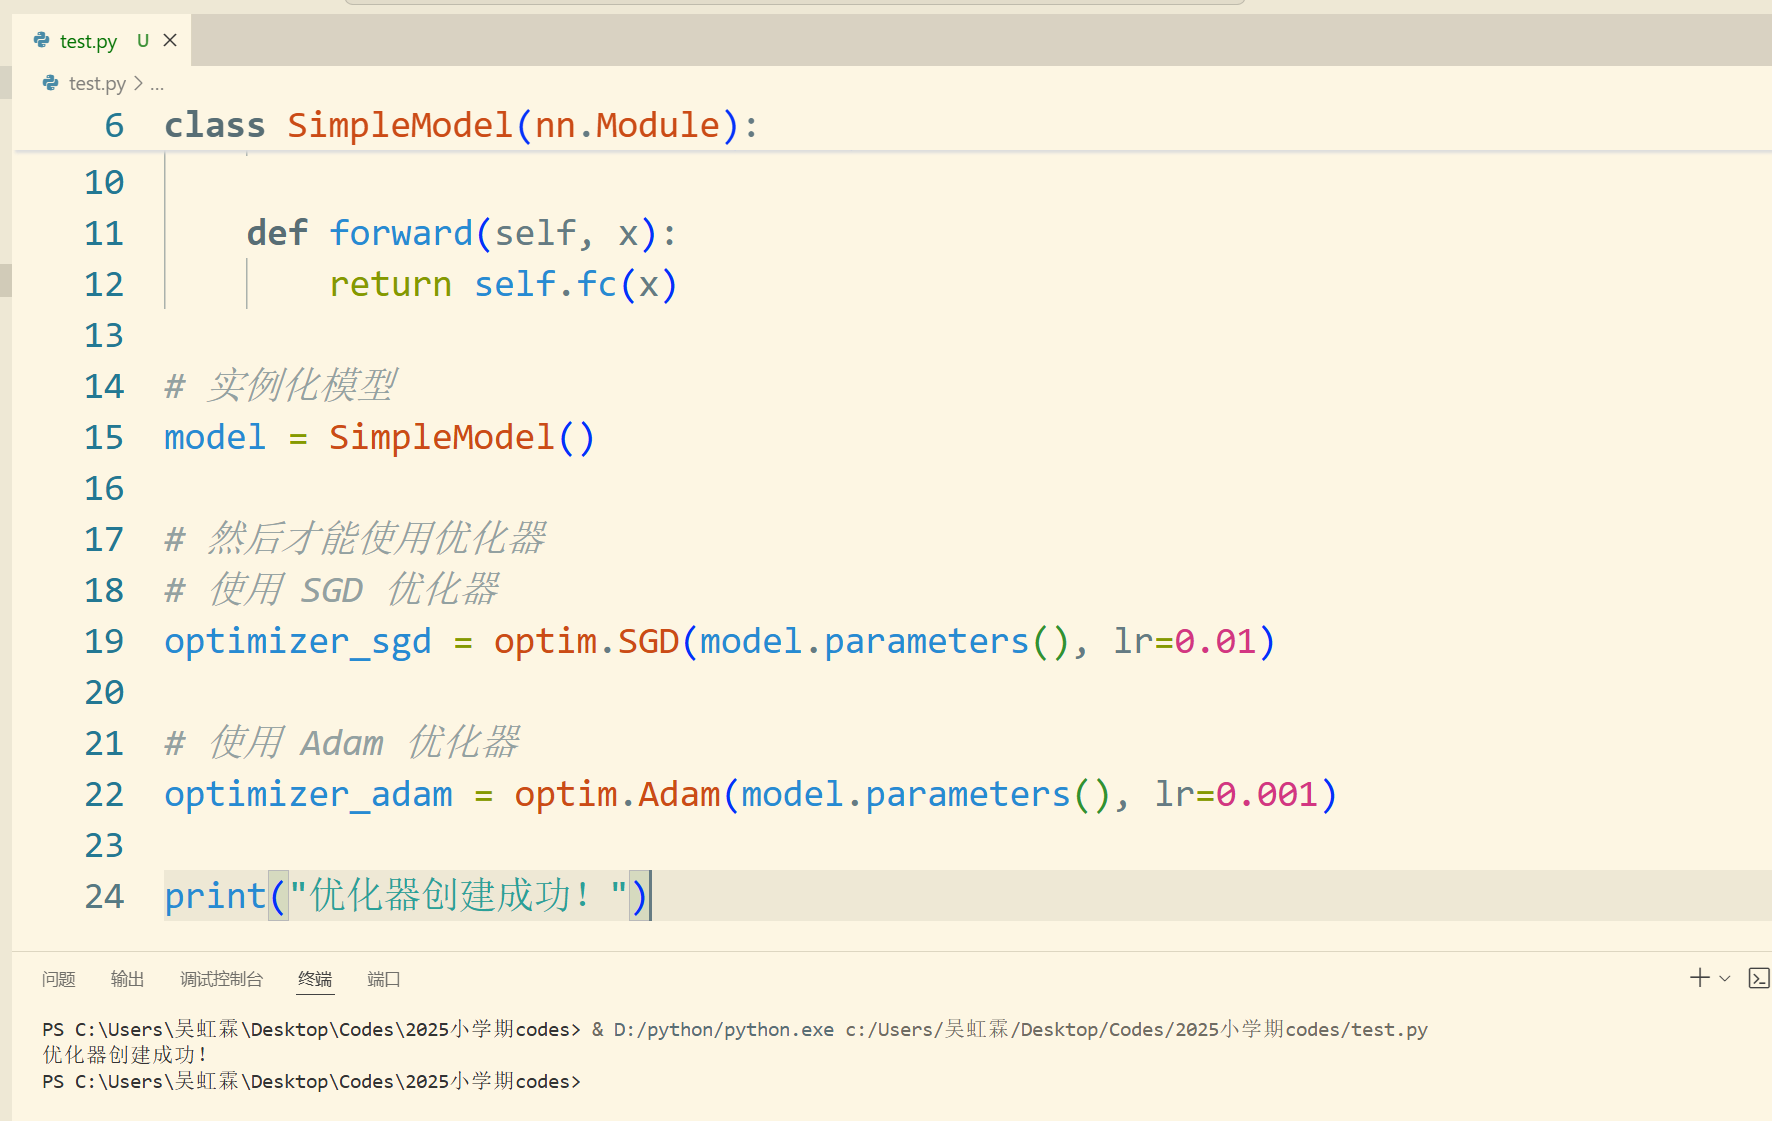 test.py U
test.py > ...
6 class SimpleModel(nn.Module):
10
11     def forward(self, x):
12         return self.fc(x)
13
14 # 实例化模型
15 model = SimpleModel()
16
17 # 然后才能使用优化器
18 # 使用 SGD 优化器
19 optimizer_sgd = optim.SGD(model.parameters(), lr=0.01)
20
21 # 使用 Adam 优化器
22 optimizer_adam = optim.Adam(model.parameters(), lr=0.001)
23
24 print("优化器创建成功！")
问题 输出 调试控制台 终端 端口
PS C:\Users\吴虹霖\Desktop\Codes\2025小学期codes> & D:/python/python.exe c:/Users/吴虹霖/Desktop/Codes/2025小学期codes/test.py
优化器创建成功！
PS C:\Users\吴虹霖\Desktop\Codes\2025小学期codes>